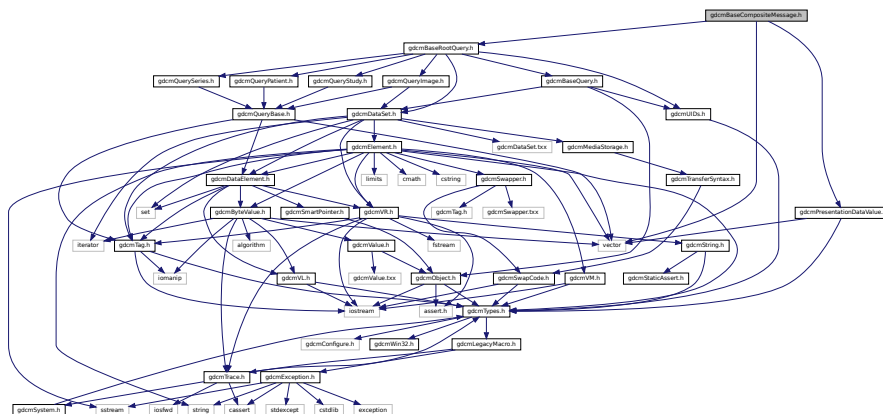 gdcmBaseCompositeMessage.h
gdcmBaseRootQuery.h
gdcmQuerySeries.h
gdcmQueryPatient.h
gdcmQueryStudy.h
gdcmQueryImage.h
gdcmBaseQuery.h
gdcmQueryBase.h
gdcmDataSet.h
gdcmUIDs.h
gdcmElement.h
gdcmDataSet.txx
gdcmMediaStorage.h
gdcmDataElement.h
limits
cmath
cstring
gdcmSwapper.h
gdcmTransferSyntax.h
set
gdcmByteValue.h
gdcmSmartPointer.h
gdcmVR.h
gdcmTag.h
gdcmSwapper.txx
gdcmPresentationDataValue.
iterator
gdcmTag.h
algorithm
gdcmValue.h
fstream
vector
gdcmString.h
iomanip
gdcmVL.h
gdcmValue.txx
gdcmObject.h
gdcmSwapCode.h
gdcmVM.h
gdcmStaticAssert.h
iostream
assert.h
gdcmTypes.h
gdcmConfigure.h
gdcmWin32.h
gdcmLegacyMacro.h
gdcmTrace.h
gdcmException.h
gdcmSystem.h
sstream
iosfwd
string
cassert
stdexcept
cstdlib
exception